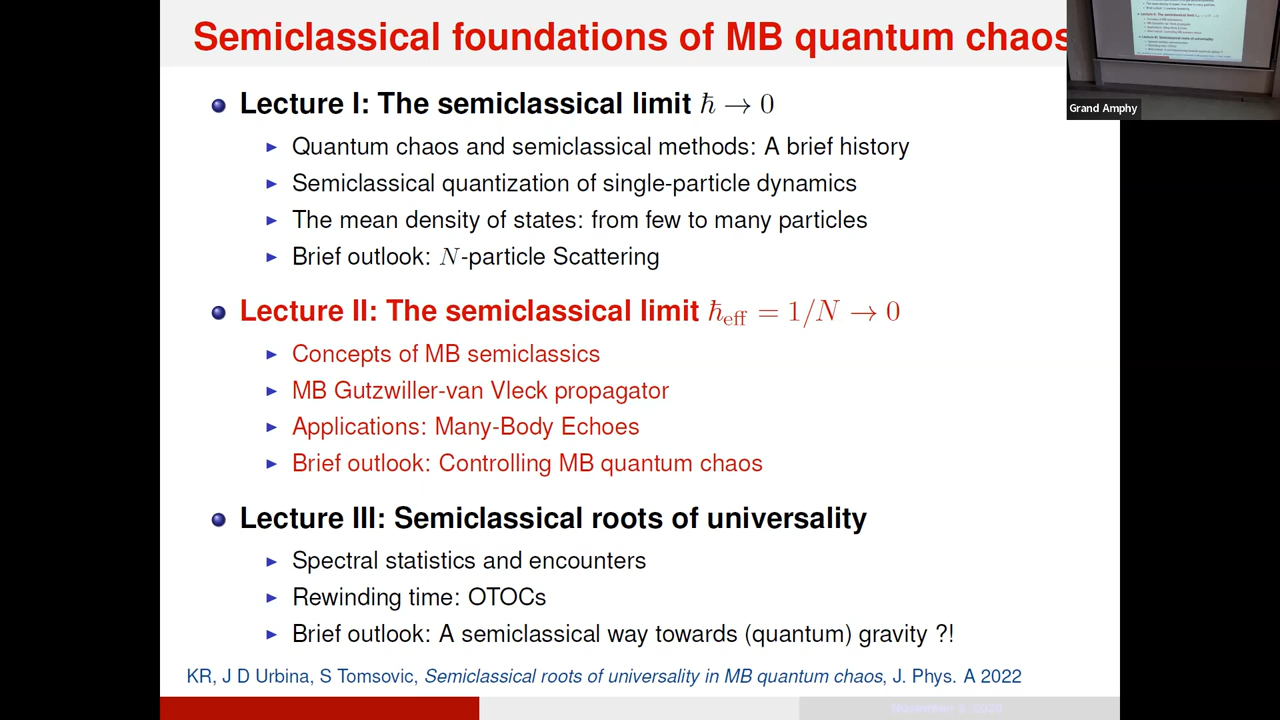 Semiclassical foundations of MB quantum chaos
Grand Amphy
Lecture I: The semiclassical limit ℏ → 0
Quantum chaos and semiclassical methods: A brief history
Semiclassical quantization of single-particle dynamics
The mean density of states: from few to many particles
Brief outlook: N-particle Scattering
Lecture II: The semiclassical limit ℏ_eff = 1/N → 0
Concepts of MB semiclassics
MB Gutzwiller-van Vleck propagator
Applications: Many-Body Echoes
Brief outlook: Controlling MB quantum chaos
Lecture III: Semiclassical roots of universality
Spectral statistics and encounters
Rewinding time: OTOCs
Brief outlook: A semiclassical way towards (quantum) gravity ?!
KR, J D Urbina, S Tomsovic, Semiclassical roots of universality in MB quantum chaos, J. Phys. A 2022